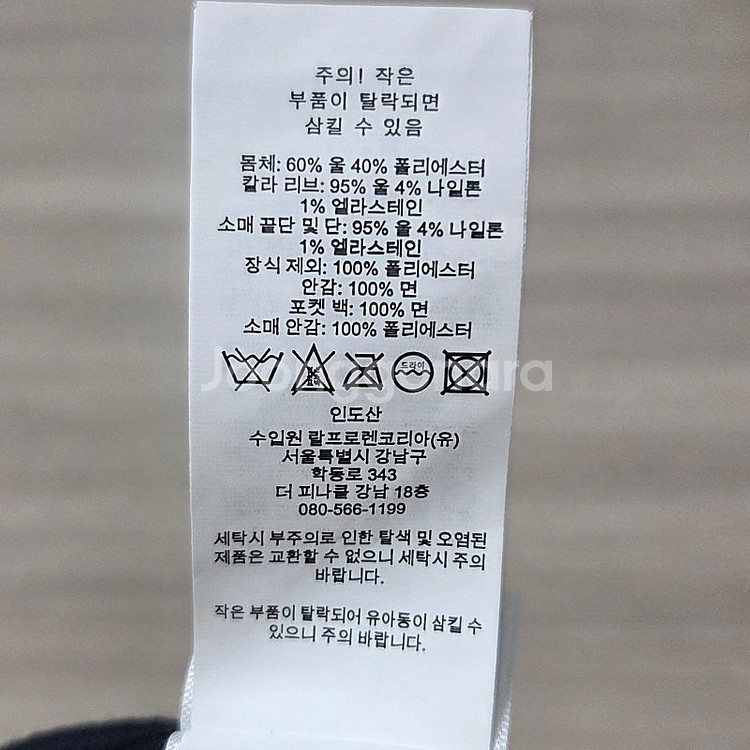 주의! 작은
부품이 탈락되면
삼킬 수 있음
몸체: 60% 울 40% 폴리에스터
칼라 리브: 95% 울 4% 나일론
1% 엘라스테인
소매 끝단 및 단: 95% 울 4% 나일론
1% 엘라스테인
장식 제외: 100% 폴리에스터
안감: 100% 면
포켓 백: 100% 면
소매 안감: 100% 폴리에스터
드라이
Joonggonara
인도산
수입원 랄프로렌코리아(유)
서울특별시 강남구
학동로 343
더 피나클 강남 18층
080-566-1199
세탁시 부주의로 인한 탈색 및 오염된
제품은 교환할 수 없으니 세탁시 주의
바랍니다.
작은 부품이 탈락되어 유아동이 삼킬 수
있으니 주의 바랍니다.